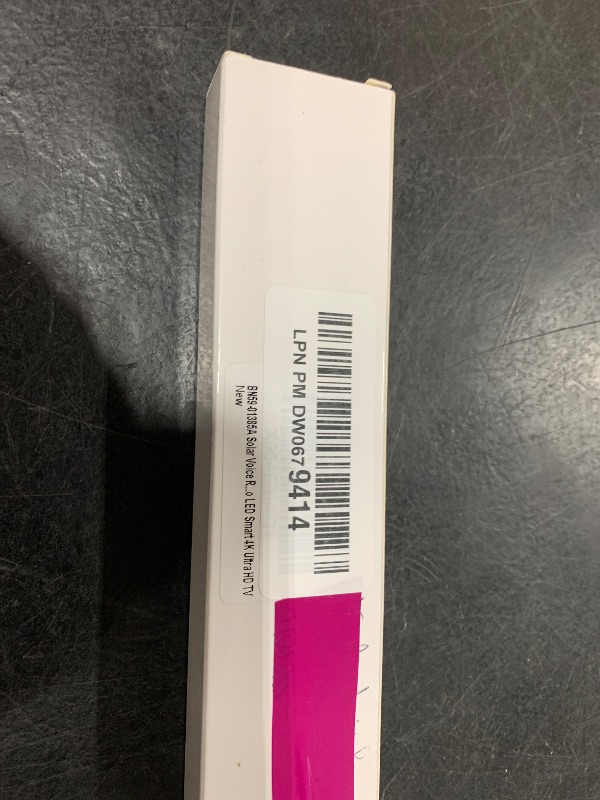 LPN PM DW0679414
BN59-01385A Solar Voice R...o LED Smart 4K Ultra HD TV
New